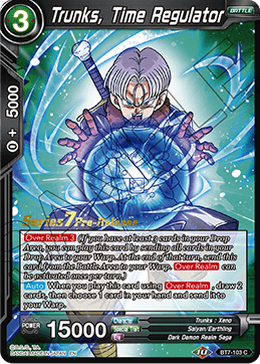 3 Trunks, Time Regulator BATTLE
+ 5000
Series 7 Pre-Release
Over Realm 3 (If you have at least 3 cards in your Drop
Area, you can play this card by sending all cards in your Drop
Area to your Warp. At the end of that turn, send this
card from the Battle Area to your Warp. Over Realm can be
activated once per turn.)
Auto When you play this card using Over Realm, draw 2
cards, then choose 1 card in your hand and send it to
your Warp.
POWER 15000
Trunks : Xeno
Saiyan/Earthling
Dark Demon Realm Saga
BT7-103 C